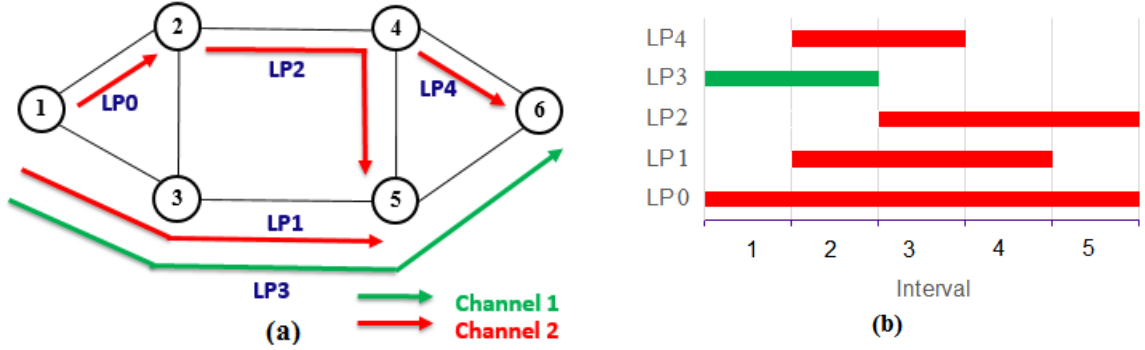 2
4
LP2
LP4
1
LP0
6
3
5
LP1
LP3
Channel 1
Channel 2
(a)
LP4
LP3
LP2
LP1
LP0
1 2 3 4 5
Interval
(b)